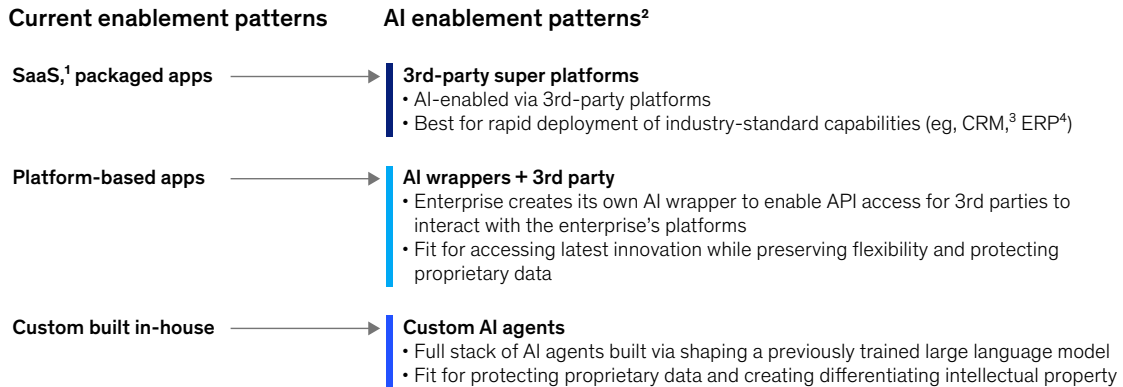 Current enablement patterns
AI enablement patterns²
SaaS,¹ packaged apps
3rd-party super platforms
• AI-enabled via 3rd-party platforms
• Best for rapid deployment of industry-standard capabilities (eg, CRM,³ ERP⁴)
Platform-based apps
AI wrappers + 3rd party
• Enterprise creates its own AI wrapper to enable API access for 3rd parties to
interact with the enterprise’s platforms
• Fit for accessing latest innovation while preserving flexibility and protecting
proprietary data
Custom built in-house
Custom AI agents
• Full stack of AI agents built via shaping a previously trained large language model
• Fit for protecting proprietary data and creating differentiating intellectual property